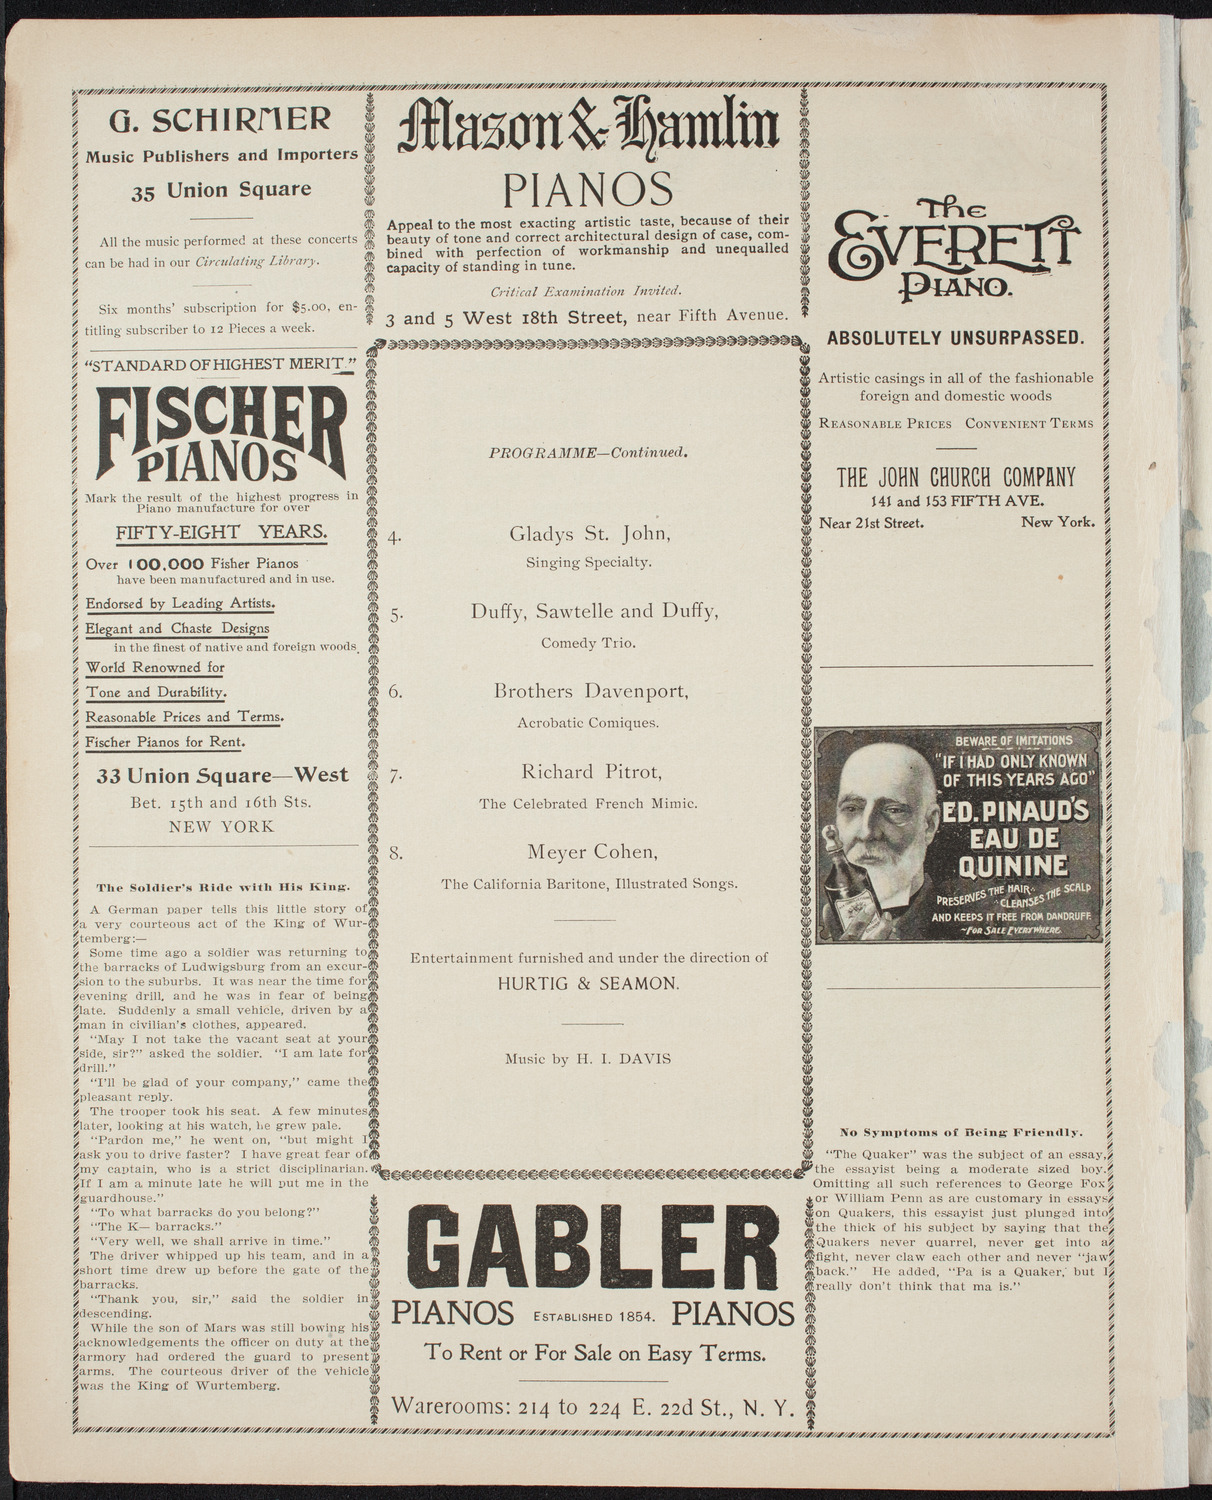 G. SCHIRMER
Music Publishers and Importers
35 Union Square
All the music performed at these concerts
can be had in our Circulating Library.
Six months' subscription for $5.00, en-
titling subscriber to 12 Pieces a week.
"STANDARD OF HIGHEST MERIT."
FISCHER
PIANOS
Mark the result of the highest progress in
Piano manufacture for over
FIFTY-EIGHT YEARS.
Over 100,000 Fisher Pianos
have been manufactured and in use.
Endorsed by Leading Artists.
Elegant and Chaste Designs
in the finest of native and foreign woods.
World Renowned for
Tone and Durability.
Reasonable Prices and Terms.
Fischer Pianos for Rent.
33 Union Square—West
Bet. 15th and 16th Sts.
NEW YORK
The Soldier's Ride with His King.
A German paper tells this little story of
a very courteous act of the King of Wur-
temberg:—
Some time ago a soldier was returning to
the barracks of Ludwigsburg from an excur-
sion to the suburbs. It was near the time for
evening drill, and he was in fear of being
late. Suddenly a small vehicle, driven by a
man in civilian's clothes, appeared.
"May I not take the vacant seat at your
side, sir?" asked the soldier. "I am late for
drill."
"I'll be glad of your company," came the
pleasant reply.
The trooper took his seat. A few minutes
later, looking at his watch, he grew pale.
"Pardon me," he went on, "but might I
ask you to drive faster? I have great fear of
my captain, who is a strict disciplinarian.
If I am a minute late he will put me in the
guardhouse."
"To what barracks do you belong?"
"The K— barracks."
"Very well, we shall arrive in time."
The driver whipped up his team, and in a
short time drew up before the gate of the
barracks.
"Thank you, sir," said the soldier in
descending.
While the son of Mars was still bowing his
acknowledgements the officer on duty at the
armory had ordered the guard to present
arms. The courteous driver of the vehicle
was the King of Wurtemberg.
Mason & Hamlin
PIANOS
Appeal to the most exacting artistic taste, because of their
beauty of tone and correct architectural design of case, com-
bined with perfection of workmanship and unequalled
capacity of standing in tune.
Critical Examination Invited.
3 and 5 West 18th Street, near Fifth Avenue.
PROGRAMME—Continued.
4. Gladys St. John,
Singing Specialty.
5. Duffy, Sawtelle and Duffy,
Comedy Trio.
6. Brothers Davenport,
Acrobatic Comiques.
7. Richard Pitrot,
The Celebrated French Mimic.
8. Meyer Cohen,
The California Baritone, Illustrated Songs.
Entertainment furnished and under the direction of
HURTIG & SEAMON.
Music by H. I. DAVIS
GABLER
PIANOS ESTABLISHED 1854. PIANOS
To Rent or For Sale on Easy Terms.
Warerooms: 214 to 224 E. 22d St., N. Y.
The
EVERETT
PIANO.
ABSOLUTELY UNSURPASSED.
Artistic casings in all of the fashionable
foreign and domestic woods
REASONABLE PRICES CONVENIENT TERMS
THE JOHN CHURCH COMPANY
141 and 153 FIFTH AVE.
Near 21st Street. New York.
BEWARE OF IMITATIONS
"IF I HAD ONLY KNOWN
OF THIS YEARS AGO"
ED. PINAUD'S
EAU DE
QUININE
PRESERVES THE HAIR
CLEANSES THE SCALP
AND KEEPS IT FREE FROM DANDRUFF.
~FOR SALE EVERYWHERE.
No Symptoms of Being Friendly.
"The Quaker" was the subject of an essay,
the essayist being a moderate sized boy.
Omitting all such references to George Fox
or William Penn as are customary in essays
on Quakers, this essayist just plunged into
the thick of his subject by saying that the
Quakers never quarrel, never get into a
fight, never claw each other and never "jaw
back." He added, "Pa is a Quaker, but I
really don't think that ma is."